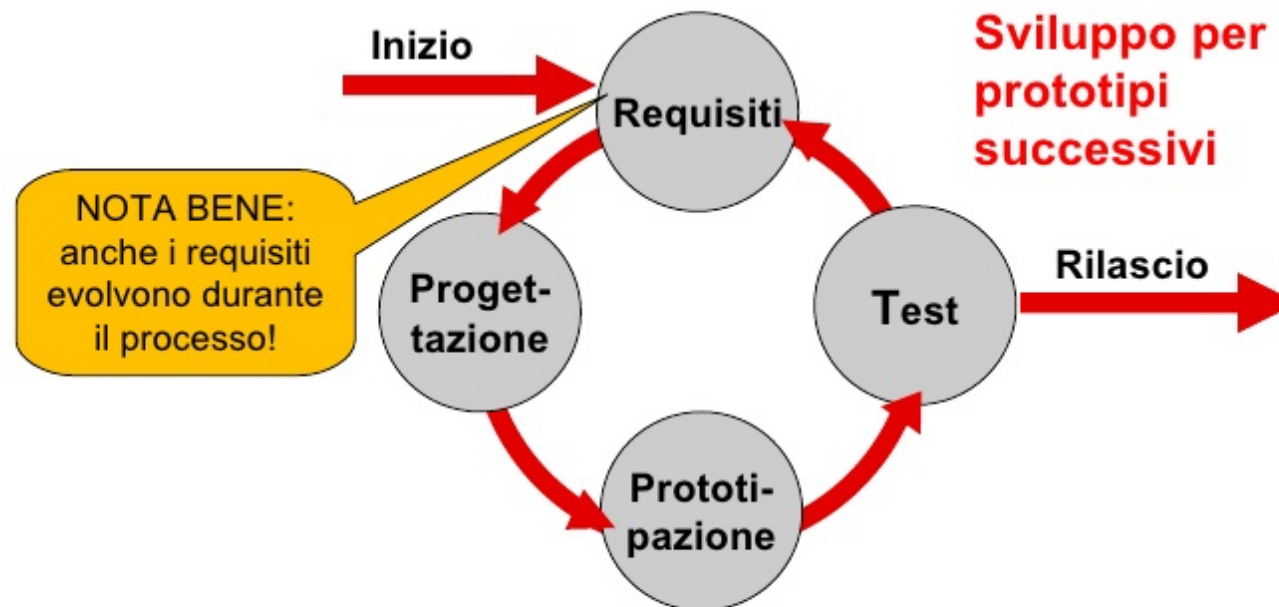 Sviluppo per
prototipi
successivi
Inizio
Requisiti
NOTA BENE:
anche i requisiti
evolvono durante
il processo!
Proget-
tazione
Test
Rilascio
Prototi-
pazione